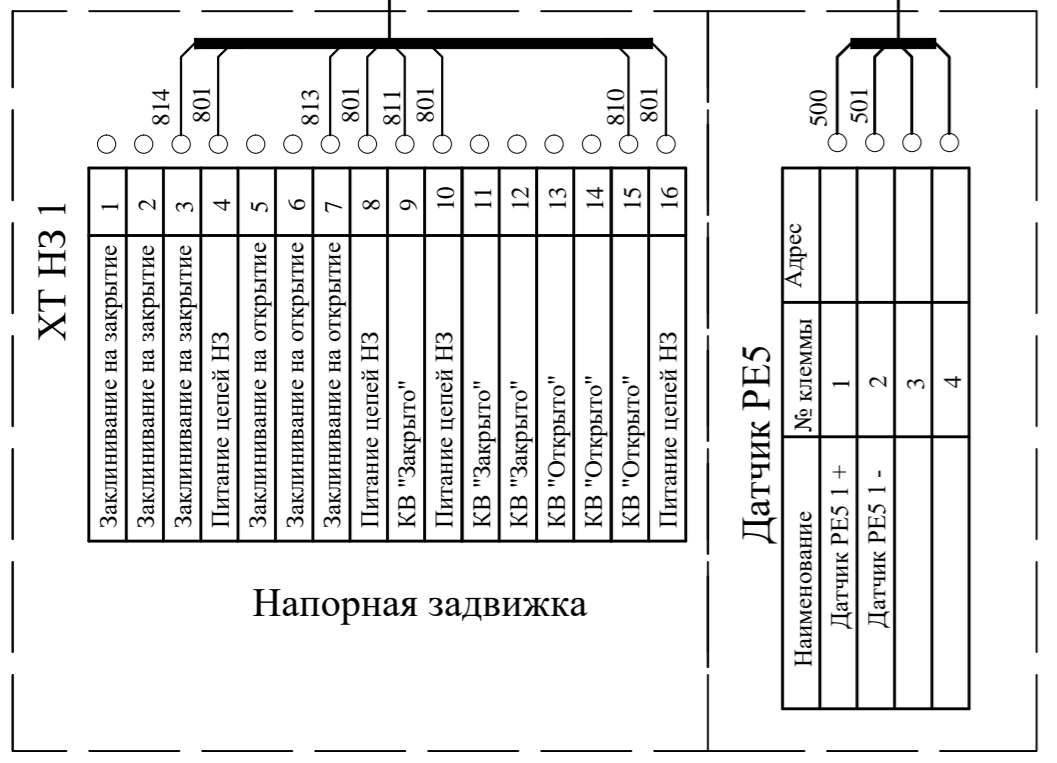 814
801
813
801
811
801
810
801
ХТ НЗ 1
1
2
3
4
5
6
7
8
9
10
11
12
13
14
15
16
Заклинивание на закрытие
Заклинивание на закрытие
Заклинивание на закрытие
Питание цепей НЗ
Заклинивание на открытие
Заклинивание на открытие
Заклинивание на открытие
Питание цепей НЗ
КВ "Закрыто"
Питание цепей НЗ
КВ "Закрыто"
КВ "Закрыто"
КВ "Открыто"
КВ "Открыто"
КВ "Открыто"
Питание цепей НЗ
Напорная задвижка
500
501
Датчик РЕ5
Наименование № клеммы Адрес
Датчик РЕ5 1 + 1
Датчик РЕ5 1 - 2
3
4